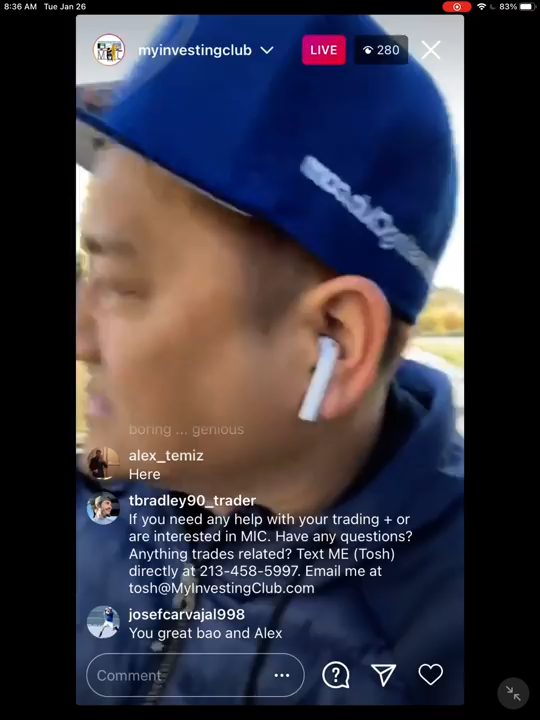 8:36 AM Tue Jan 26
83%
myinvestingclub
LIVE
280
boring ... genious
alex_temiz
Here
tbradley90_trader
If you need any help with your trading + or
are interested in MIC. Have any questions?
Anything trades related? Text ME (Tosh)
directly at 213-458-5997. Email me at
tosh@MyInvestingClub.com
josefcarvajal998
You great bao and Alex
Comment